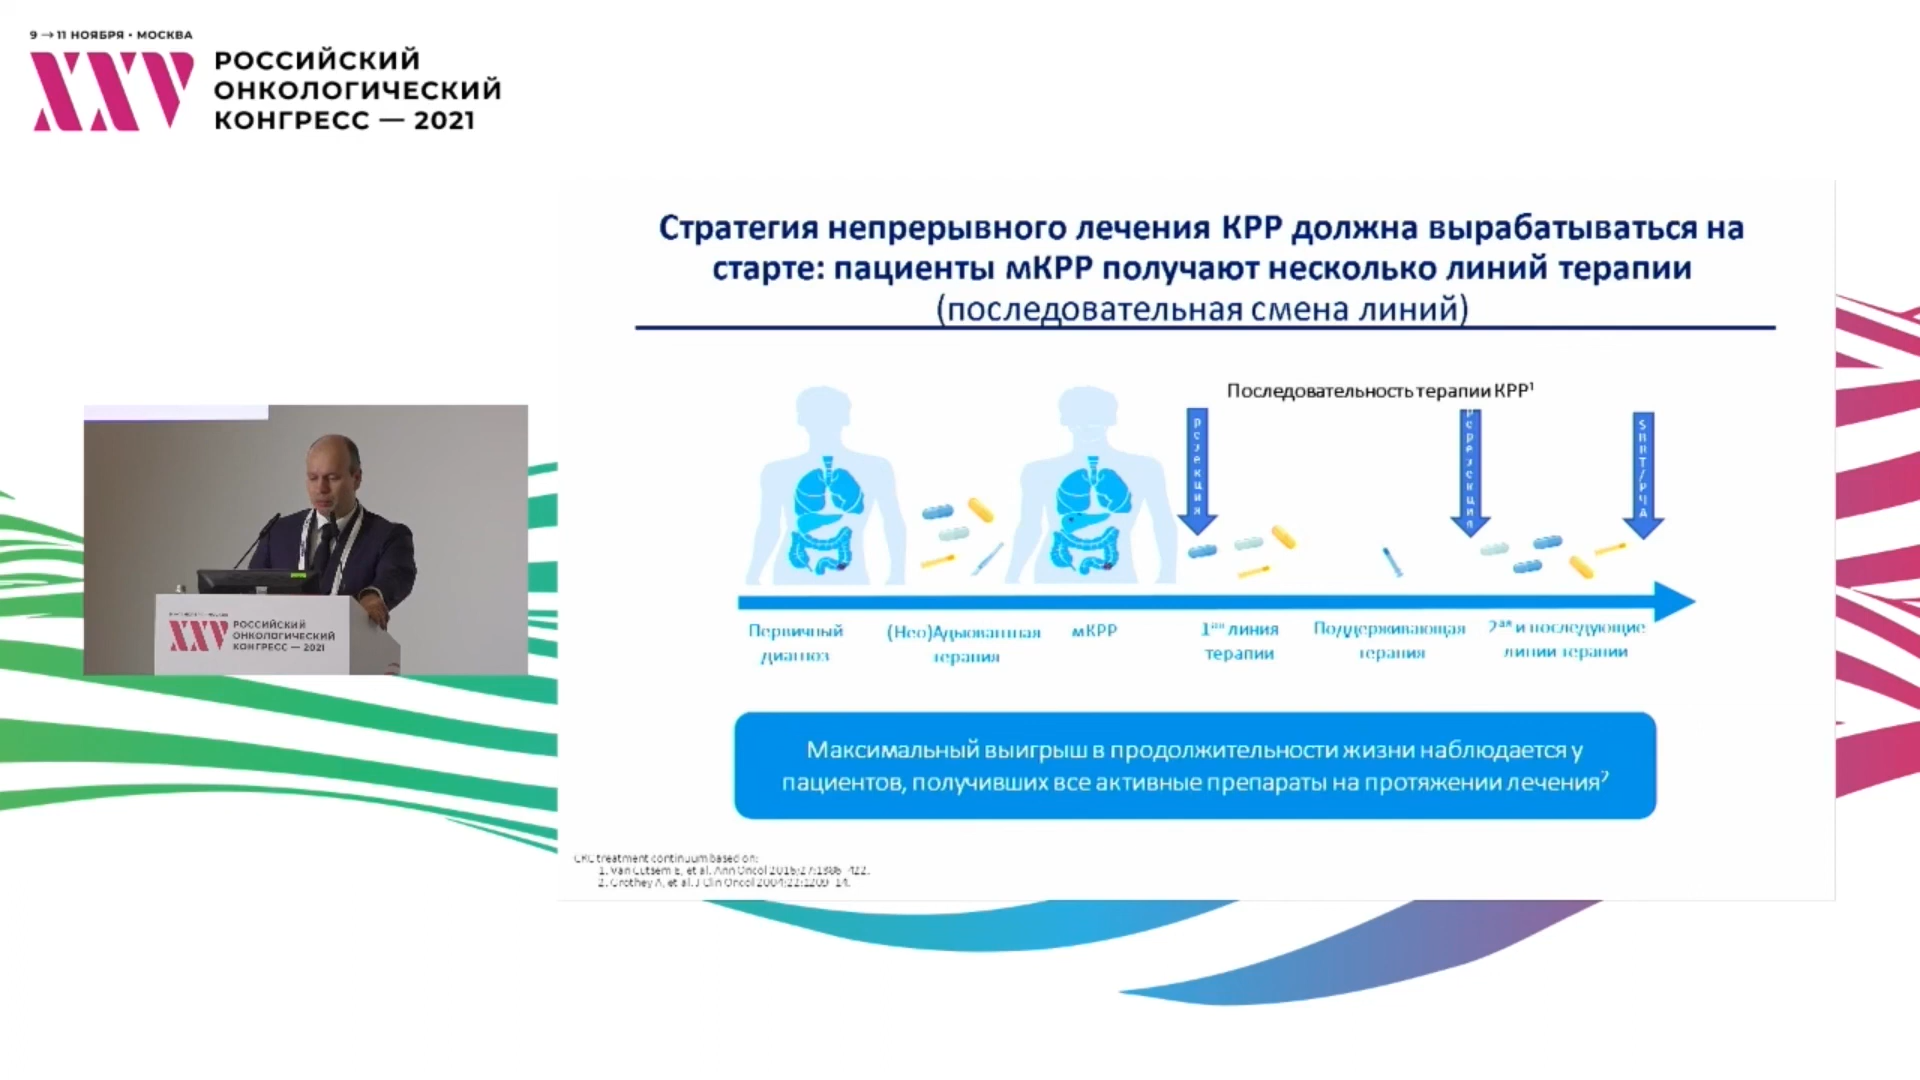 9 → 11 НОЯБРЯ • МОСКВА
XXV
РОССИЙСКИЙ
ОНКОЛОГИЧЕСКИЙ
КОНГРЕСС — 2021
Стратегия непрерывного лечения КРР должна вырабатываться на
старте: пациенты мКРР получают несколько линий терапии
(последовательная смена линий)
Последовательность терапии КРР¹
Резекция
Ререзекция
Первичный
диагноз
(Нео)Адъювантная
терапия
мКРР
1ая линия
терапии
Поддерживающая
терапия
2ая и последующие
линии терапии
Максимальный выигрыш в продолжительности жизни наблюдается у
пациентов, получивших все активные препараты на протяжении лечения²
CRC treatment continuum based on:
1. Van Cutsem E, et al. Ann Oncol 2016;27:1386–422.
2. Grothey A, et al. J Clin Oncol 2004;22:1209–14.
XXV
РОССИЙСКИЙ
ОНКОЛОГИЧЕСКИЙ
КОНГРЕСС — 2021